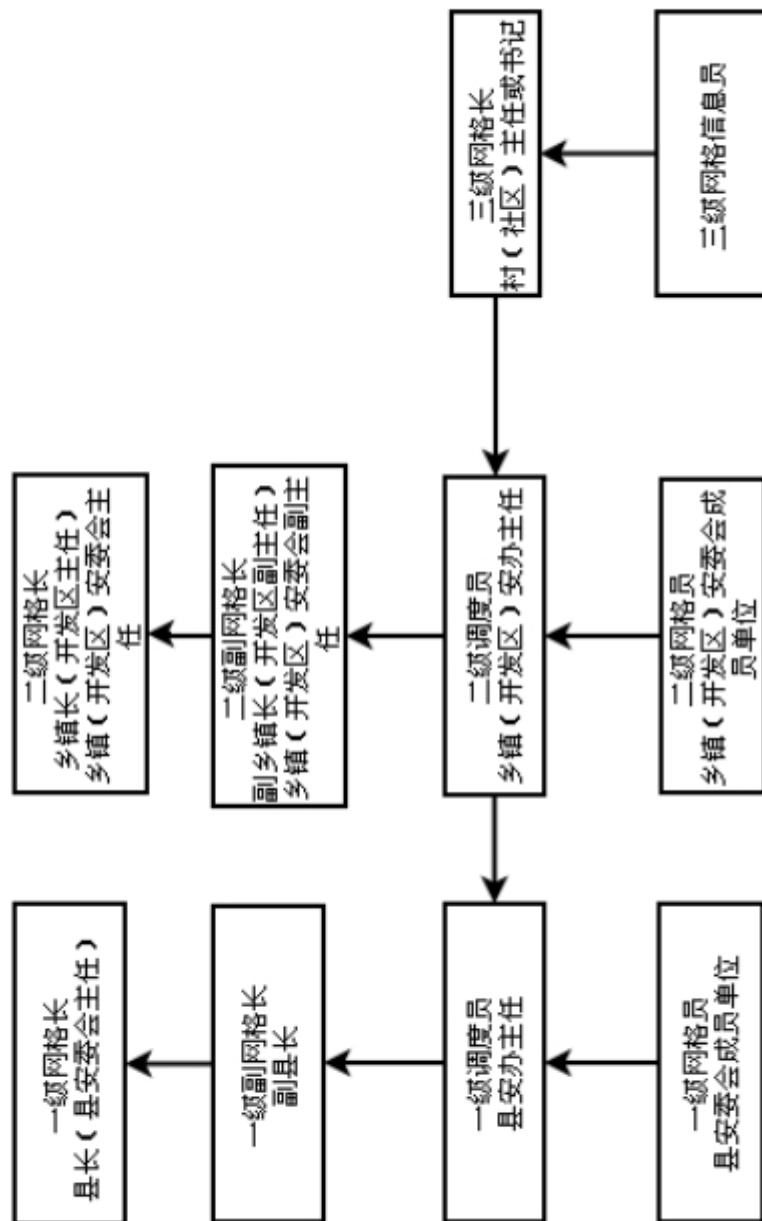 一级网格长
县长（县安委会主任）
一级副网格长
副县长
一级调度员
县安办主任
一级网格员
县安委会成员单位
二级网格长
乡镇长（开发区主任）
乡镇（开发区）安委会主
任
二级副网格长
副乡镇长（开发区副主任）
乡镇（开发区）安委会副主
任
二级调度员
乡镇（开发区）安办主任
二级网格员
乡镇（开发区）安委会成
员单位
三级网格长
村（社区）主任或书记
三级网格信息员